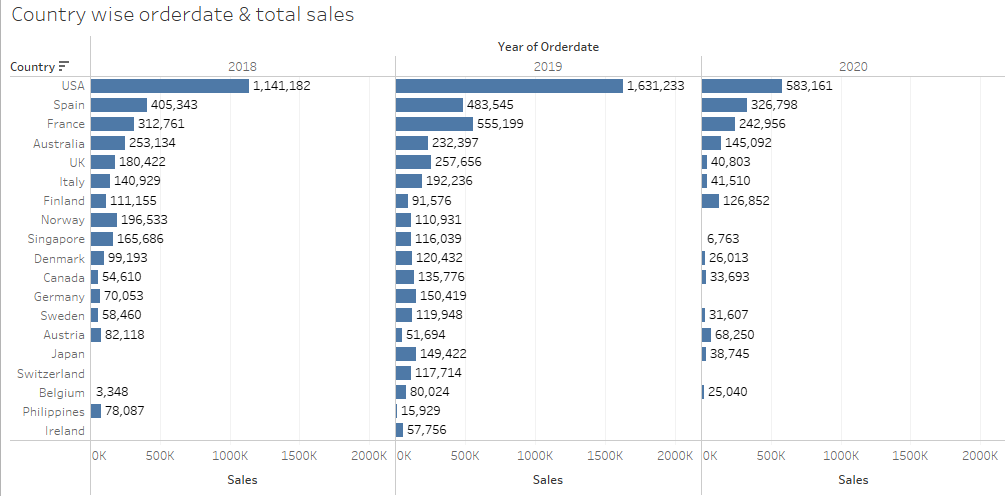 Country wise orderdate & total sales
Year of Orderdate
Country 2018 2019 2020
USA 1,141,182 1,631,233 583,161
Spain 405,343 483,545 326,798
France 312,761 555,199 242,956
Australia 253,134 232,397 145,092
UK 180,422 257,656 40,803
Italy 140,929 192,236 41,510
Finland 111,155 91,576 126,852
Norway 196,533 110,931
Singapore 165,686 116,039 6,763
Denmark 99,193 120,432 26,013
Canada 54,610 135,776 33,693
Germany 70,053 150,419
Sweden 58,460 119,948 31,607
Austria 82,118 51,694 68,250
Japan 149,422 38,745
Switzerland 117,714
Belgium 3,348 80,024 25,040
Philippines 78,087 15,929
Ireland 57,756
0K 500K 1000K 1500K 2000K 0K 500K 1000K 1500K 2000K 0K 500K 1000K 1500K 2000K
Sales Sales Sales